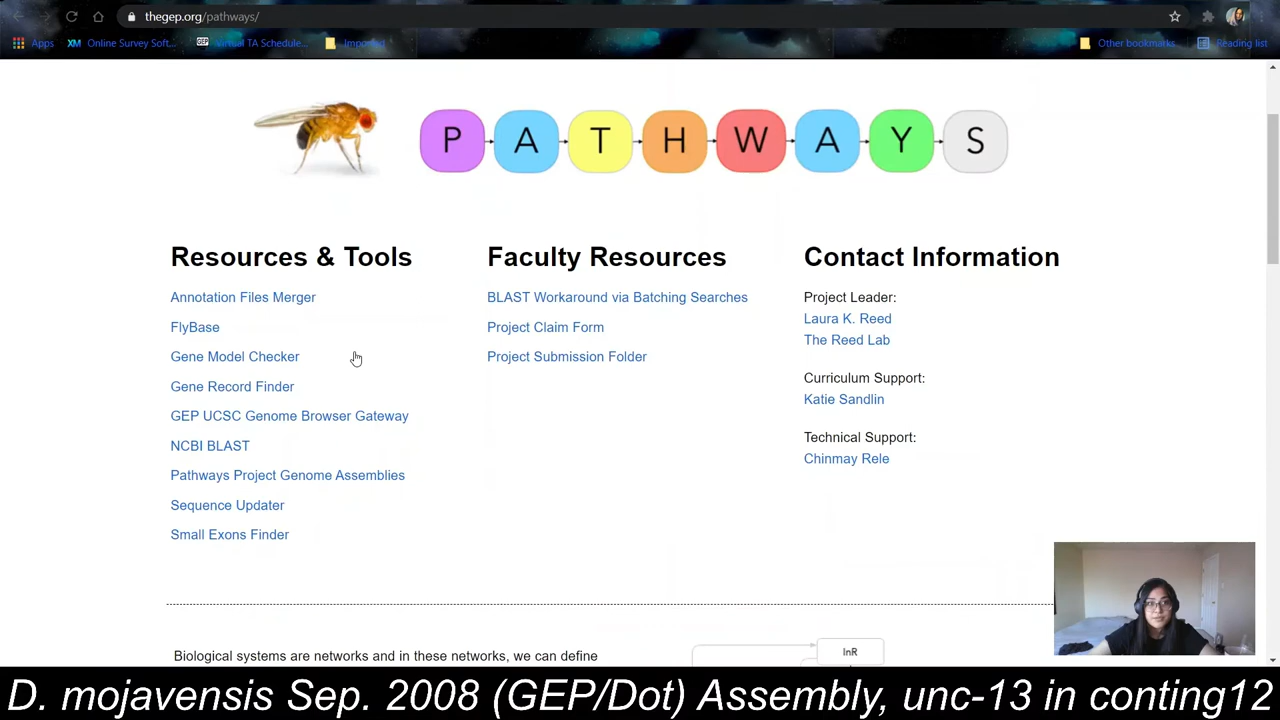 thegep.org/pathways/
Apps
Online Survey Soft...
Virtual TA Schedule...
Imported
Other bookmarks
Reading list
P A T H W A Y S
Resources & Tools
Annotation Files Merger
FlyBase
Gene Model Checker
Gene Record Finder
GEP UCSC Genome Browser Gateway
NCBI BLAST
Pathways Project Genome Assemblies
Sequence Updater
Small Exons Finder
Faculty Resources
BLAST Workaround via Batching Searches
Project Claim Form
Project Submission Folder
Contact Information
Project Leader:
Laura K. Reed
The Reed Lab
Curriculum Support:
Katie Sandlin
Technical Support:
Chinmay Rele
Biological systems are networks and in these networks, we can define
InR
D. mojavensis Sep. 2008 (GEP/Dot) Assembly, unc-13 in conting12